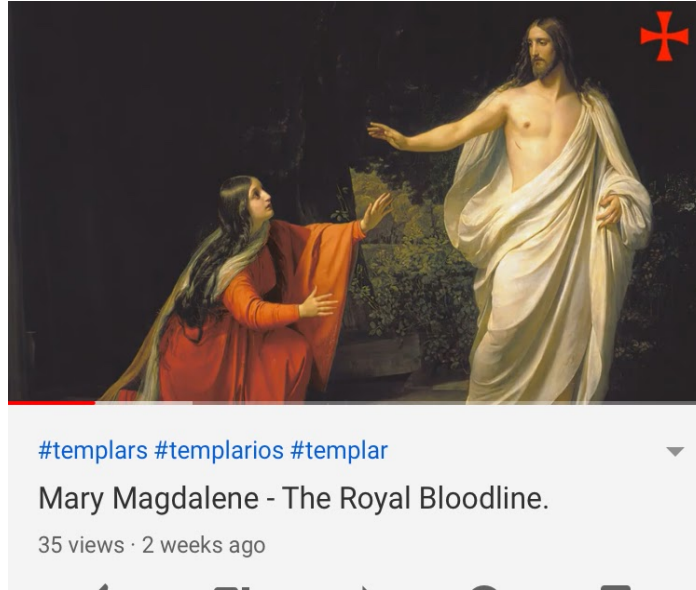 #templars #templarios #templar
Mary Magdalene - The Royal Bloodline.
35 views · 2 weeks ago